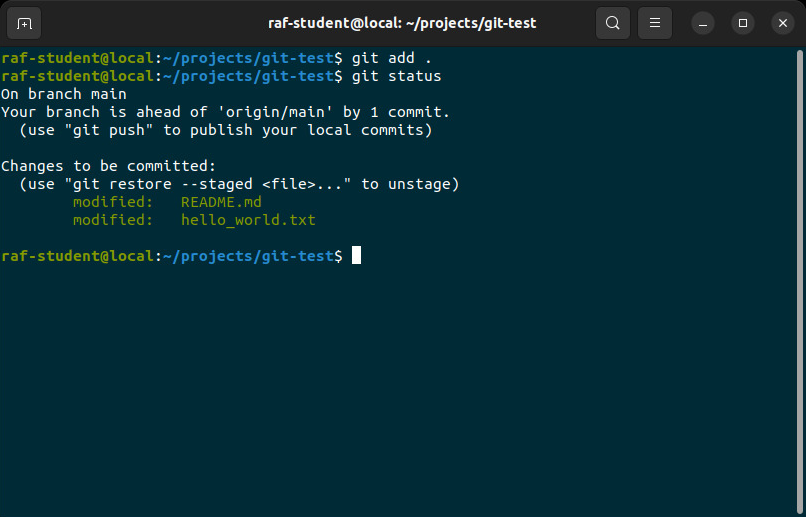 raf-student@local: ~/projects/git-test
raf-student@local:~/projects/git-test$ git add .
raf-student@local:~/projects/git-test$ git status
On branch main
Your branch is ahead of 'origin/main' by 1 commit.
  (use "git push" to publish your local commits)

Changes to be committed:
  (use "git restore --staged <file>..." to unstage)
        modified:   README.md
        modified:   hello_world.txt

raf-student@local:~/projects/git-test$